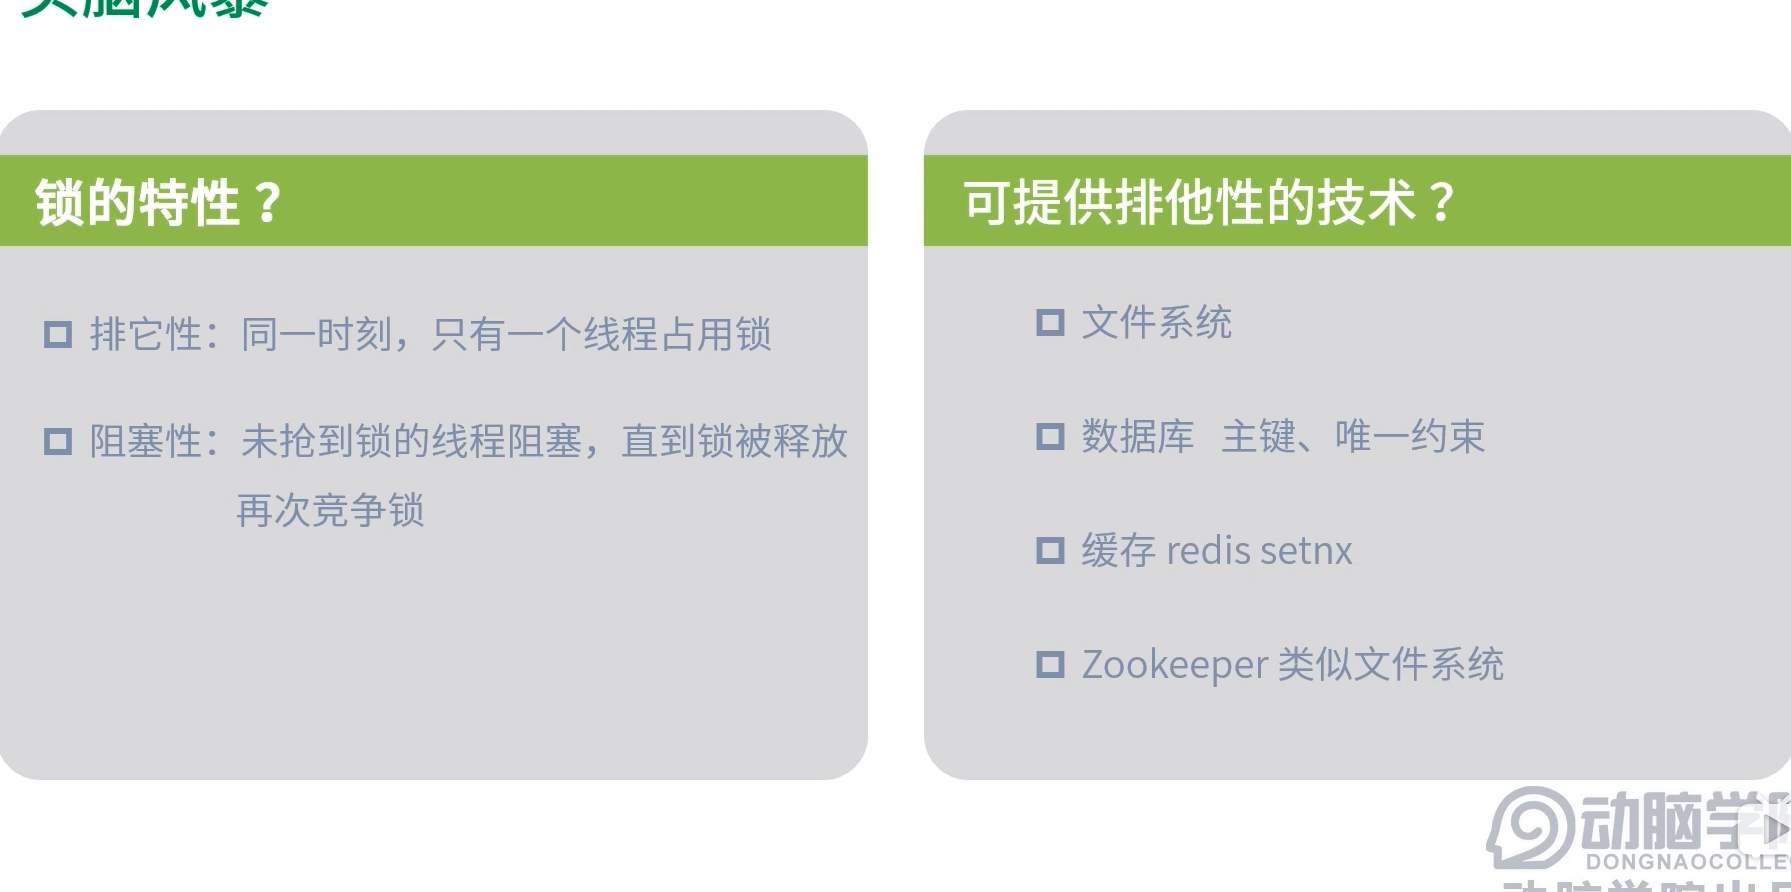 头脑风暴
锁的特性？
排它性：同一时刻，只有一个线程占用锁
阻塞性：未抢到锁的线程阻塞，直到锁被释放
再次竞争锁
可提供排他性的技术？
文件系统
数据库 主键、唯一约束
缓存 redis setnx
Zookeeper 类似文件系统
动脑学
DONGNAOCOLLE